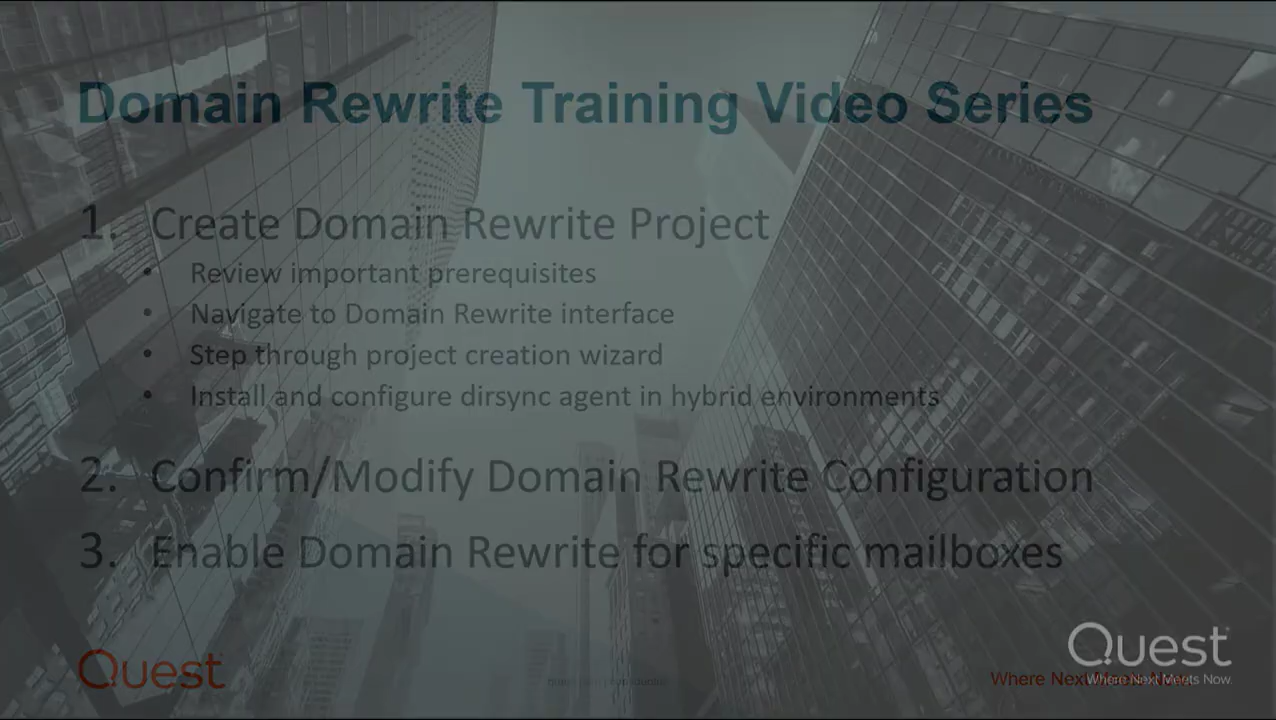 Domain Rewrite Training Video Series
1. Create Domain Rewrite Project
• Review important prerequisites
• Navigate to Domain Rewrite interface
• Step through project creation wizard
• Install and configure dirsync agent in hybrid environments
2. Confirm/Modify Domain Rewrite Configuration
3. Enable Domain Rewrite for specific mailboxes
Quest
Quest
Where Next Meets Now.